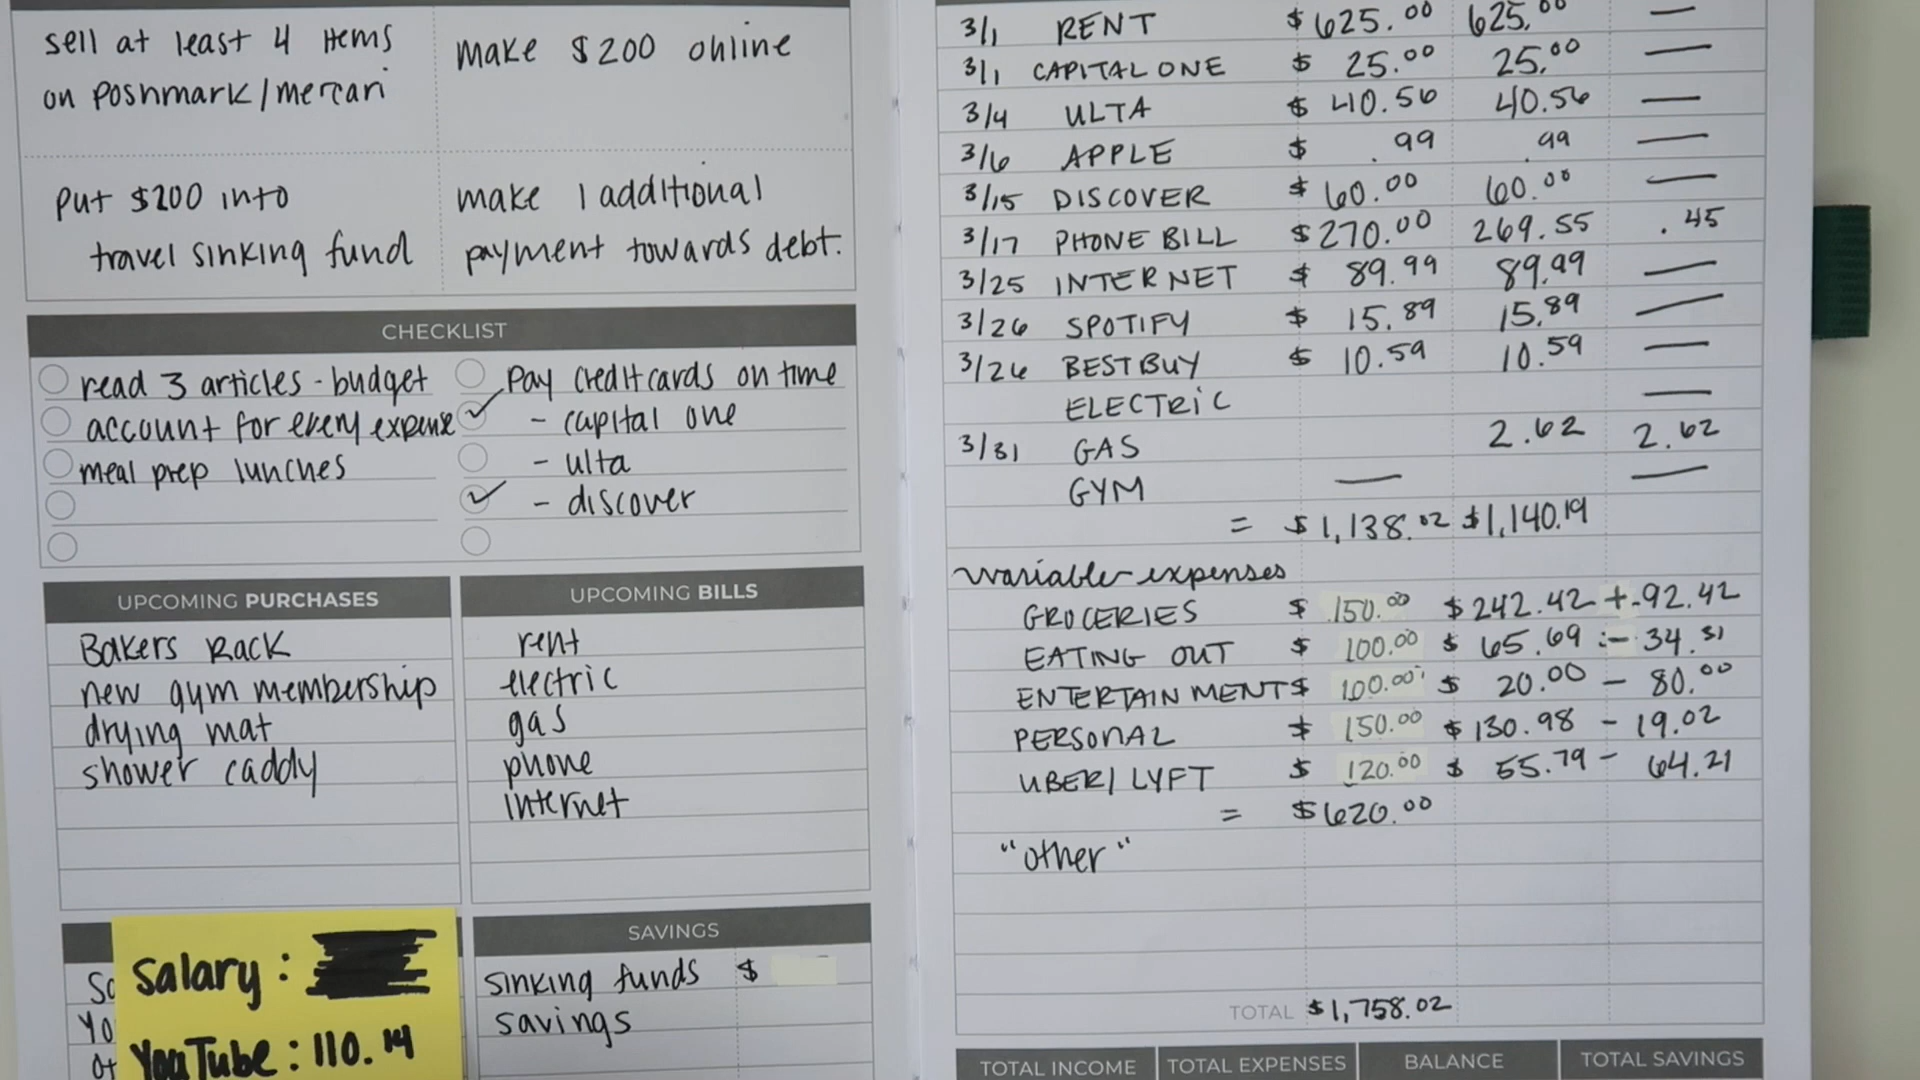 sell at least 4 items
on poshmark/mercari
make $200 online
put $200 into
travel sinking fund
make 1 additional
payment towards debt.
CHECKLIST
read 3 articles - budget
account for every expense
meal prep lunches
pay credit cards on time
- capital one
- ulta
- discover
UPCOMING PURCHASES
Bakers Rack
new gym membership
drying mat
shower caddy
UPCOMING BILLS
rent
electric
gas
phone
internet
Salary:
YouTube: 110.14
SAVINGS
sinking funds $
savings
3/1 RENT $625.00 625.00 —
3/1 CAPITAL ONE $ 25.00 25.00 —
3/4 ULTA $ 40.56 40.56 —
3/6 APPLE $ .99 .99 —
3/15 DISCOVER $ 60.00 60.00 —
3/17 PHONE BILL $270.00 269.55 .45
3/25 INTERNET $ 89.99 89.99 —
3/26 SPOTIFY $ 15.89 15.89 —
3/26 BEST BUY $ 10.59 10.59 —
ELECTRIC —
3/31 GAS 2.62 2.62
GYM — —
= $1,138.02 $1,140.19
variable expenses
GROCERIES $ 150.00 $242.42 + 92.42
EATING OUT $ 100.00 $ 65.69 - 34.31
ENTERTAINMENT $ 100.00 $ 20.00 - 80.00
PERSONAL $ 150.00 $130.98 - 19.02
UBER/LYFT $ 120.00 $ 55.79 - 64.21
= $620.00
"other"
TOTAL $1,758.02
TOTAL INCOME TOTAL EXPENSES BALANCE TOTAL SAVINGS